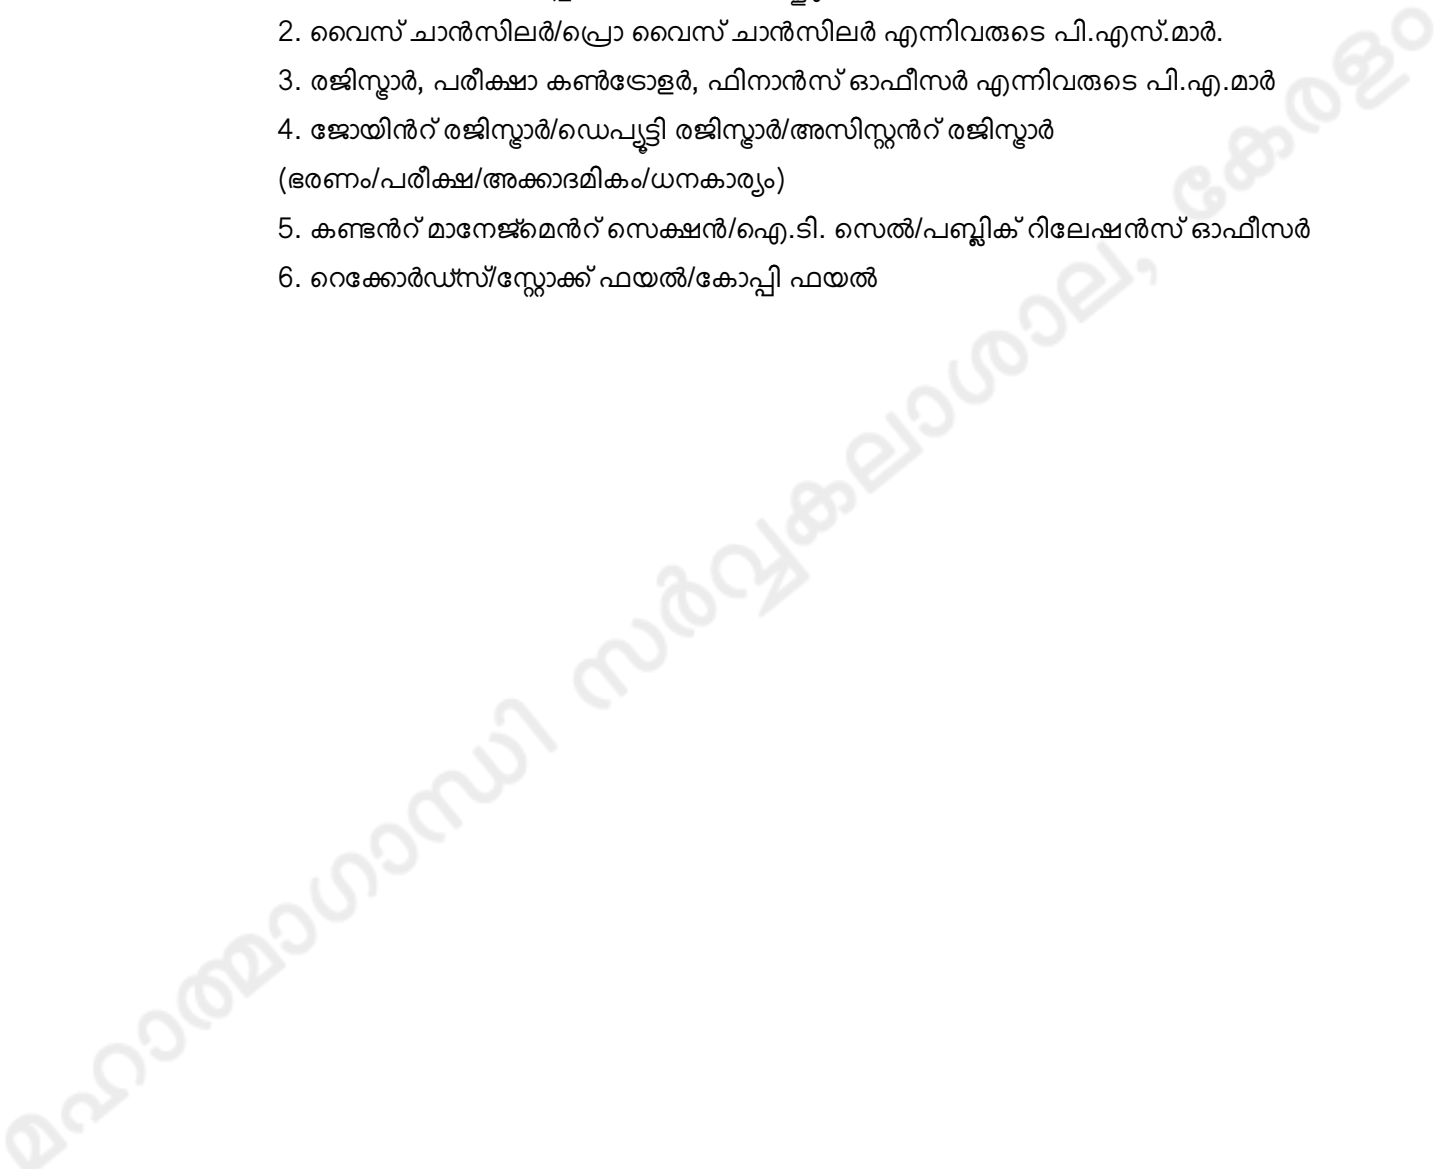 2. വൈസ് ചാൻസിലർ/പ്രൊ വൈസ് ചാൻസിലർ എന്നിവരുടെ പി.എസ്.മാർ.
3. രജിസ്ട്രാർ, പരീക്ഷാ കൺട്രോളർ, ഫിനാൻസ് ഓഫീസർ എന്നിവരുടെ പി.എ.മാർ
4. ജോയിൻറ് രജിസ്ട്രാർ/ഡെപ്യൂട്ടി രജിസ്ട്രാർ/അസിസ്റ്റൻറ് രജിസ്ട്രാർ
(ഭരണം/പരീക്ഷ/അക്കാദമികം/ധനകാര്യം)
5. കണ്ടൻറ് മാനേജ്മെൻറ് സെക്ഷൻ/ഐ.ടി. സെൽ/പബ്ലിക് റിലേഷൻസ് ഓഫീസർ
6. റെക്കോർഡ്സ്/സ്റ്റോക്ക് ഫയൽ/കോപ്പി ഫയൽ
മഹാത്മാഗാന്ധി സർവ്വകലാശാല, കേരളം